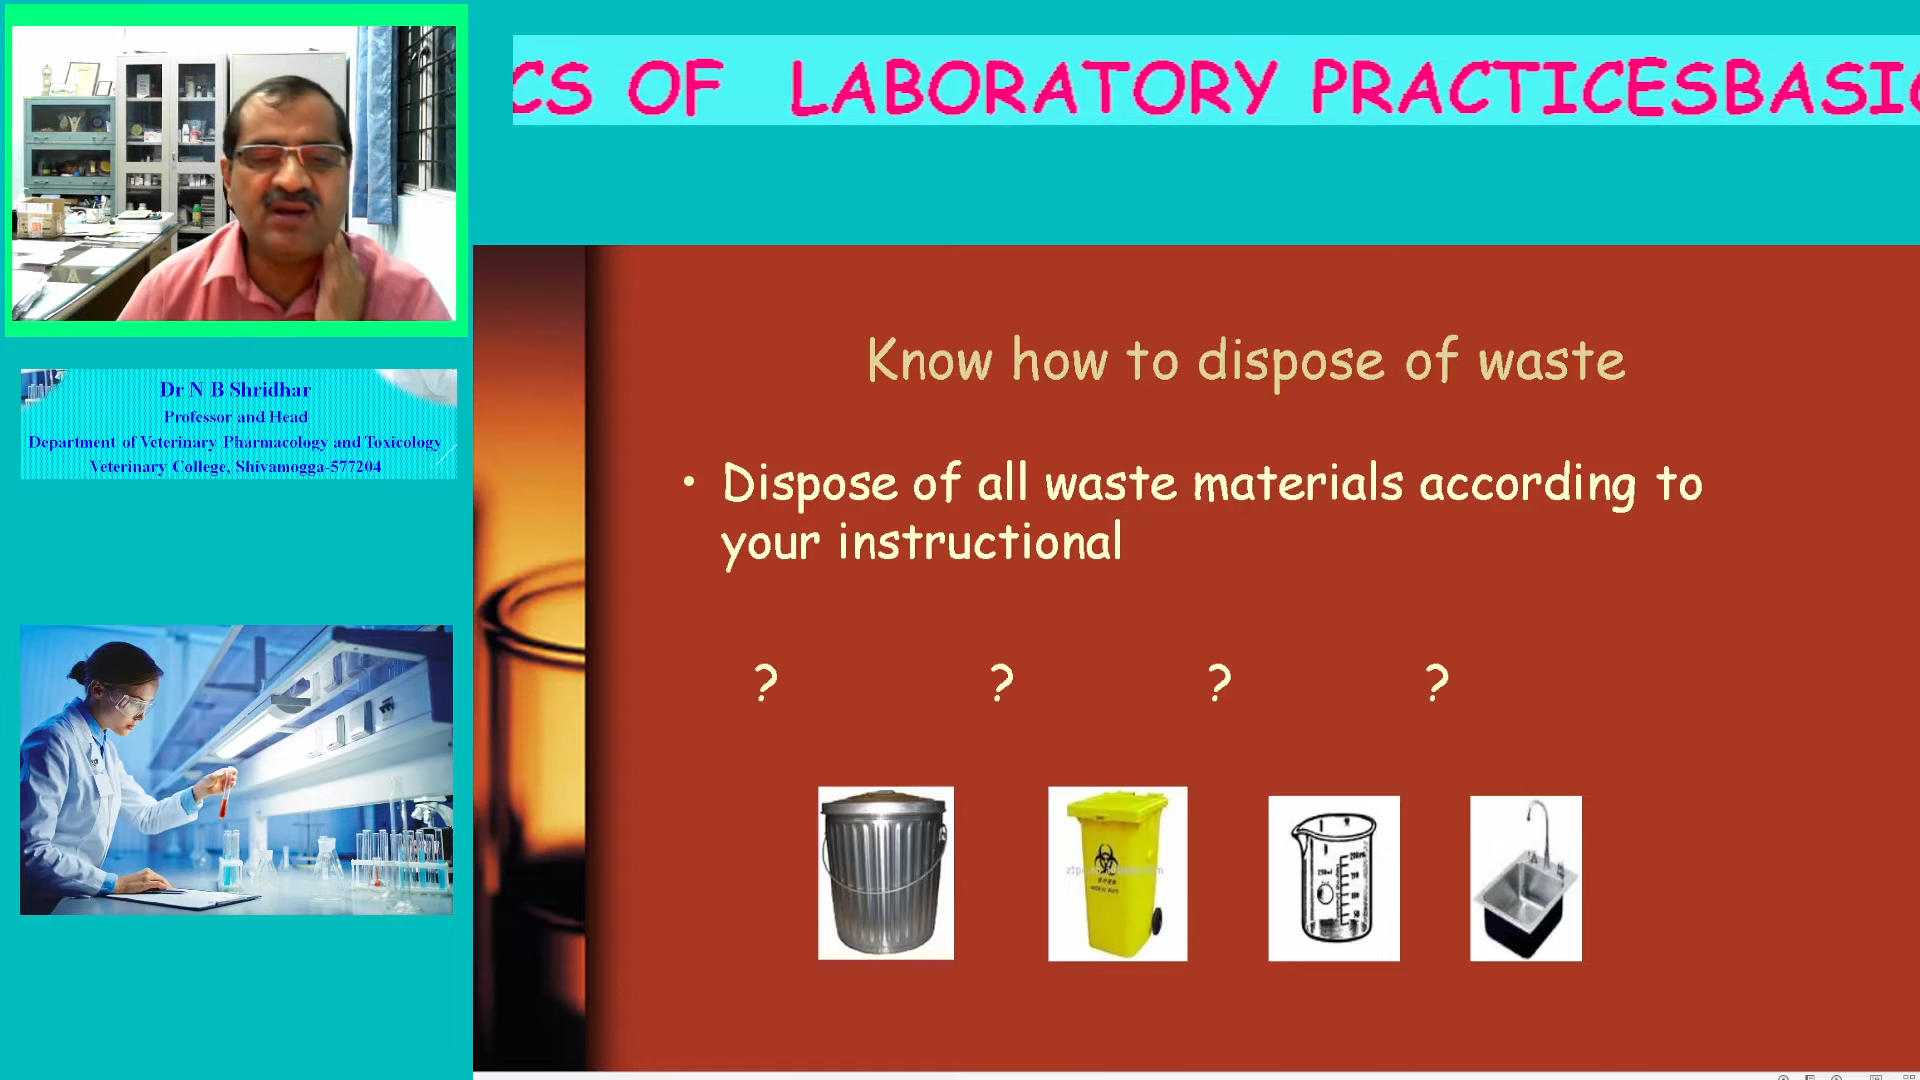 CS OF LABORATORY PRACTICESBASIC
Dr N B Shridhar
Professor and Head
Department of Veterinary Pharmacology and Toxicology
Veterinary College, Shivamogga-577204
Know how to dispose of waste
• Dispose of all waste materials according to
your instructional
? ? ? ?